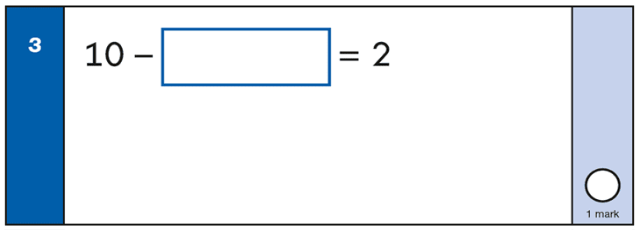 3
10 – = 2
1 mark